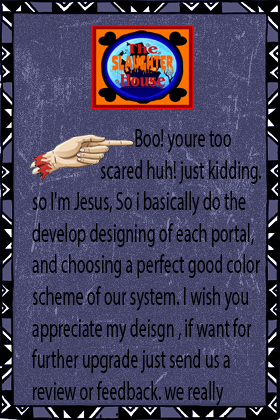 The
SLAUGHTER
House
Boo! youre too
scared huh! just kidding.
so I'm Jesus, So i basically do the
develop designing of each portal,
and choosing a perfect good color
scheme of our system. I wish you
appreciate my deisgn , if want for
further upgrade just send us a
review or feedback. we really